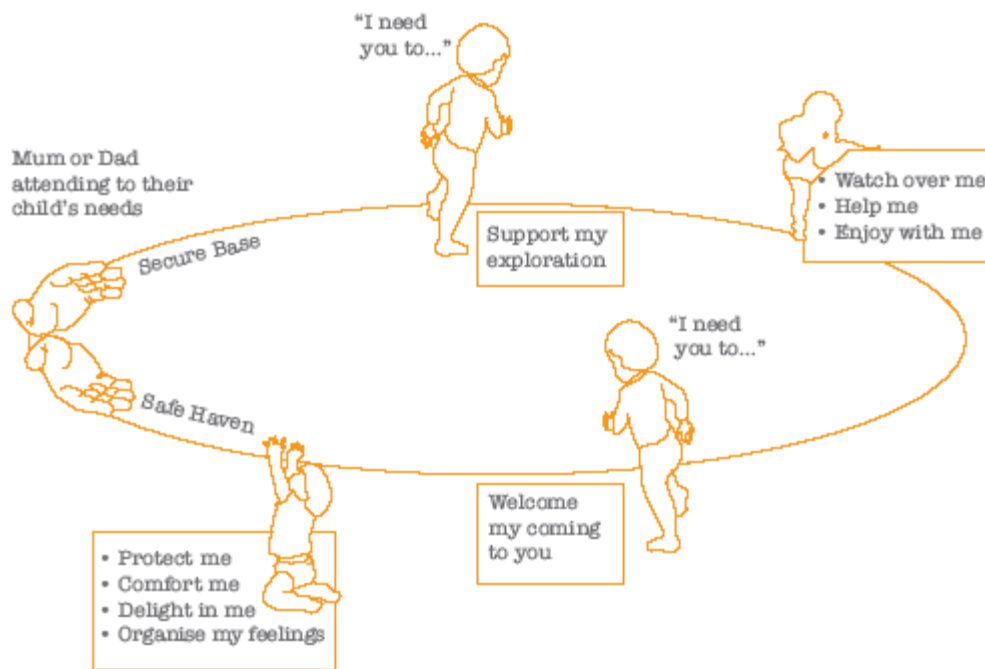 “I need
you to...”
Mum or Dad
attending to their
child’s needs
Secure Base
Support my
exploration
• Watch over me
• Help me
• Enjoy with me
“I need
you to...”
Safe Haven
Welcome
my coming
to you
• Protect me
• Comfort me
• Delight in me
• Organise my feelings